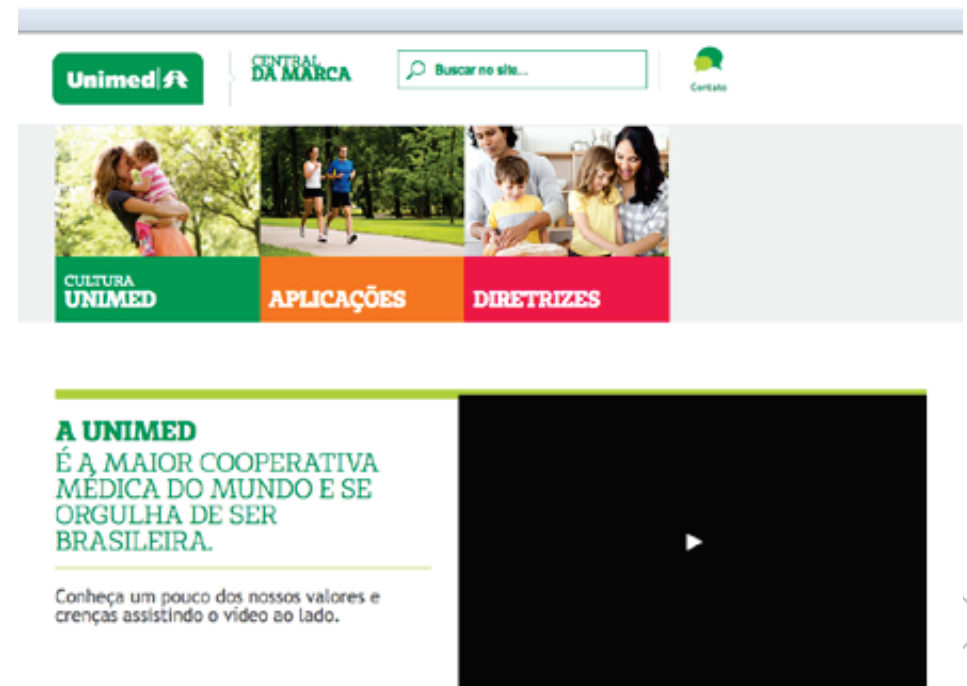 Unimed
CENTRAL
DA MARCA
Buscar no site...
Contato
CULTURA
UNIMED
APLICAÇÕES
DIRETRIZES
A UNIMED
É A MAIOR COOPERATIVA
MÉDICA DO MUNDO E SE
ORGULHA DE SER
BRASILEIRA.
Conheça um pouco dos nossos valores e
crenças assistindo o vídeo ao lado.